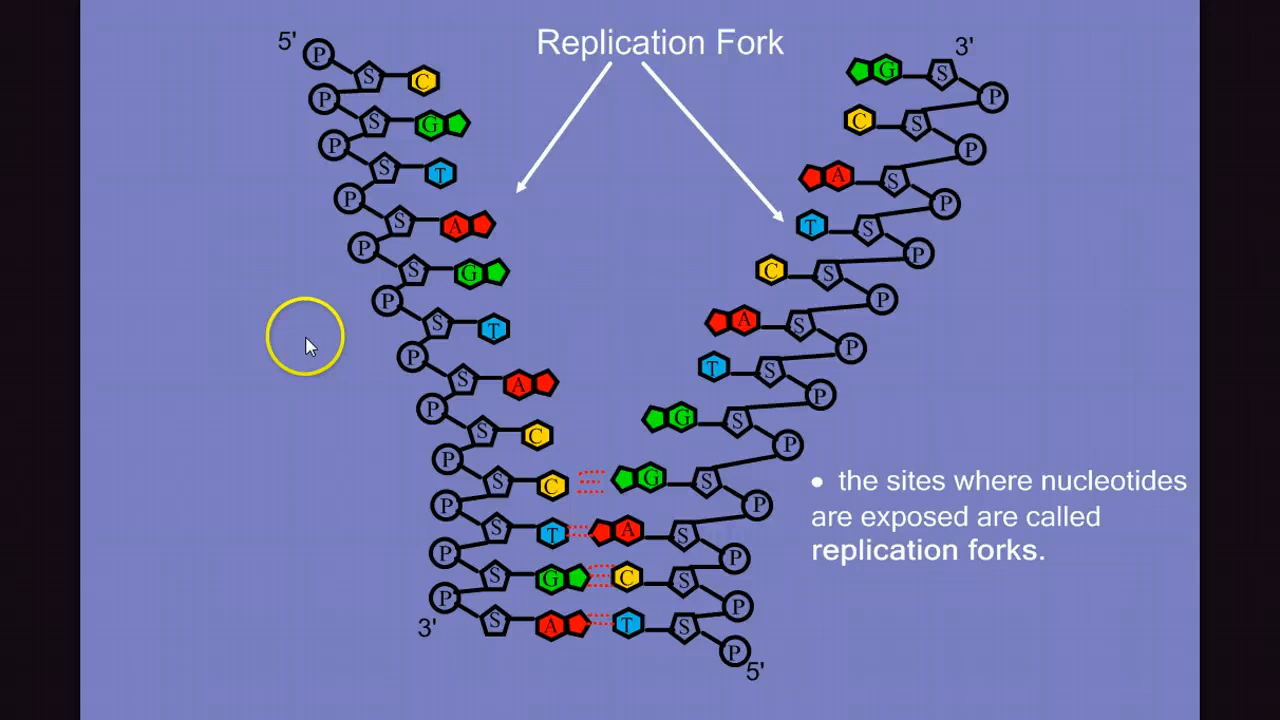 Replication Fork
5'
3'
P
S C
G S
P
P
S G
C S
P
P
S T
A S
P
P
S A
T S
P
P
S G
C S
P
P
S T
A S
P
P
S A
T S
P
P
S C
G S
P
P
S C
G S
P
P
S T
A S
P
P
S G
C S
P
P
S A
T S
P
3'
5'
• the sites where nucleotides
are exposed are called
replication forks.